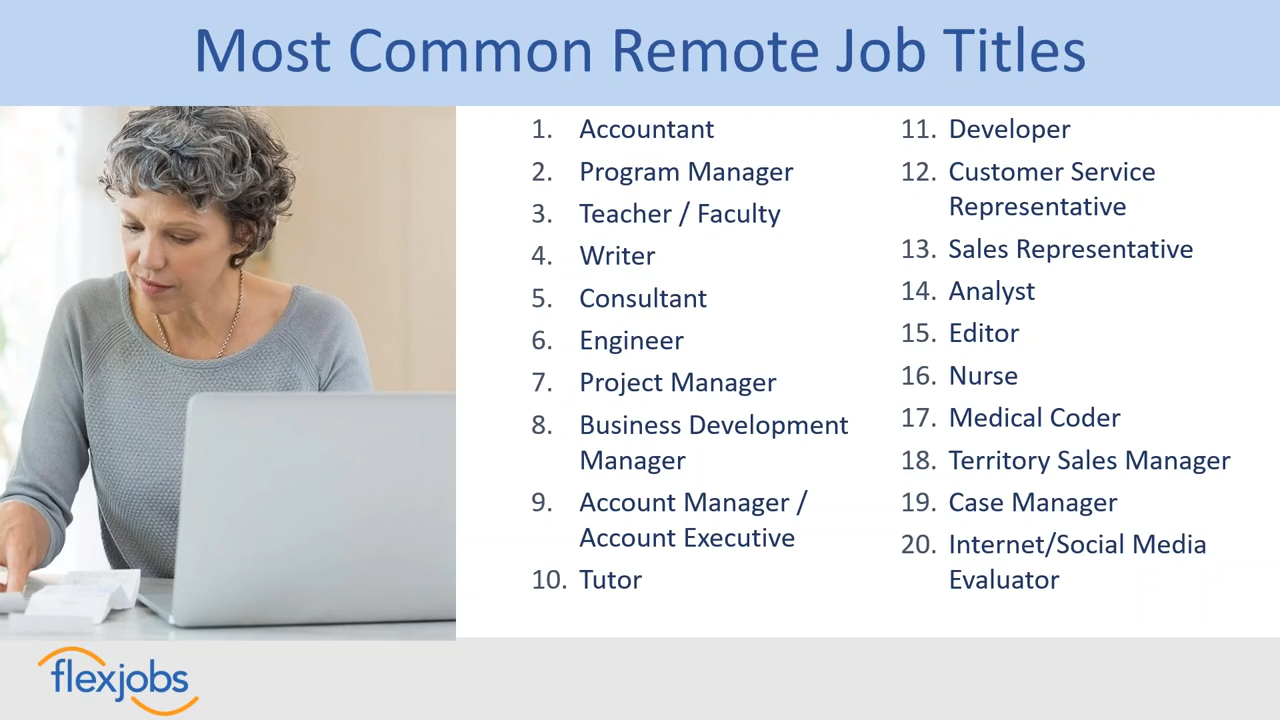 Most Common Remote Job Titles
1. Accountant
2. Program Manager
3. Teacher / Faculty
4. Writer
5. Consultant
6. Engineer
7. Project Manager
8. Business Development
Manager
9. Account Manager /
Account Executive
10. Tutor
11. Developer
12. Customer Service
Representative
13. Sales Representative
14. Analyst
15. Editor
16. Nurse
17. Medical Coder
18. Territory Sales Manager
19. Case Manager
20. Internet/Social Media
Evaluator
flexjobs